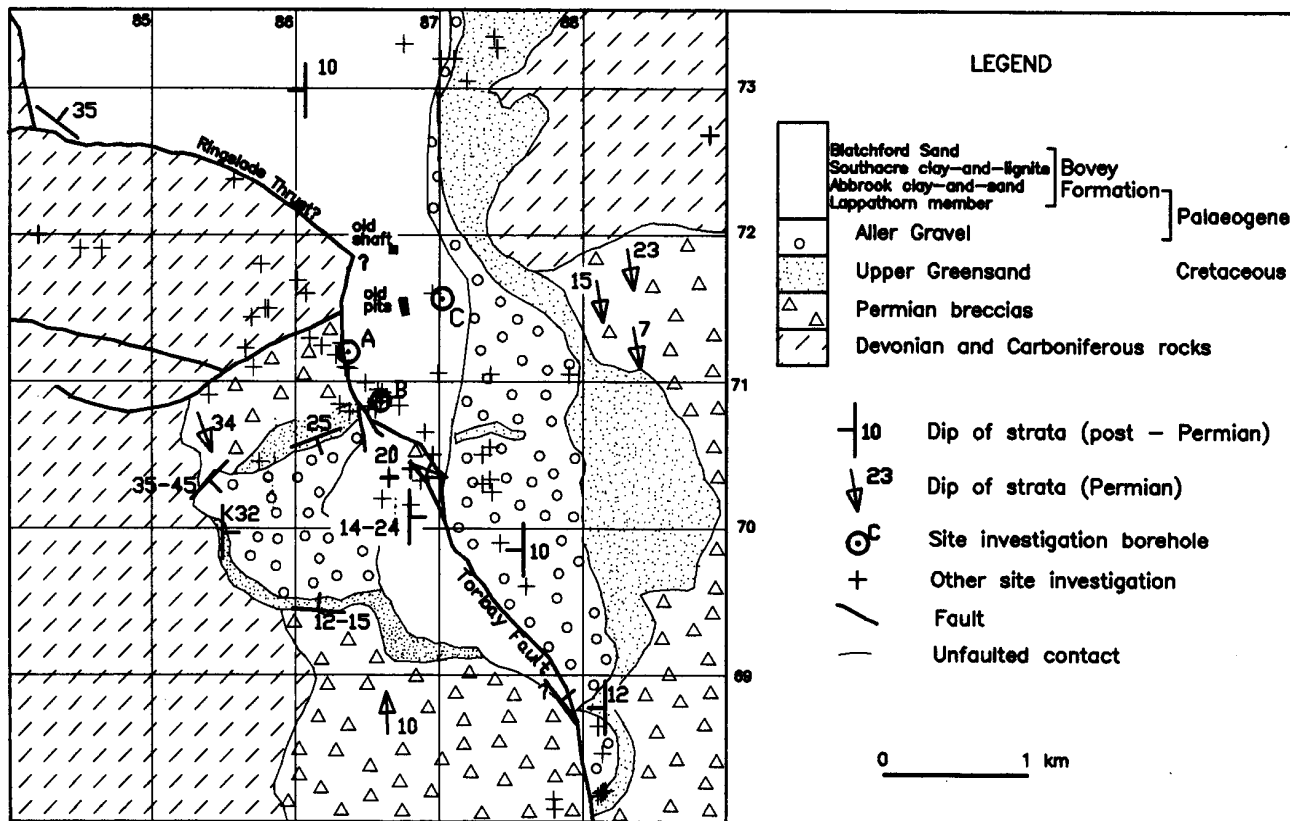 85
86
87
88
73
72
71
70
69
10
35
Ringslade Thrust?
old
shaft
?
old
pits
A
B
C
23
15
7
34
25
20
35-45
K32
14-24
10
12-15
Torbay Fault
?
12
10
LEGEND
Blatchford Sand
Southacre clay-and-lignite
Abbrook clay-and-sand
Lappathorn member
Bovey
Formation
Palaeogene
Aller Gravel
Upper Greensand
Cretaceous
Permian breccias
Devonian and Carboniferous rocks
10 Dip of strata (post - Permian)
23 Dip of strata (Permian)
C Site investigation borehole
Other site investigation
Fault
Unfaulted contact
0 1 km